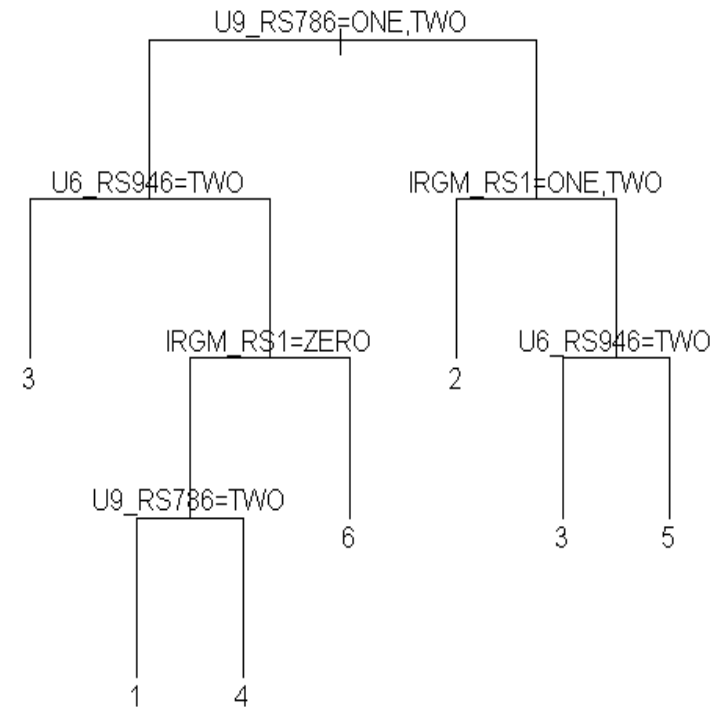 U9_RS786=ONE,TWO
U6_RS946=TWO
IRGM_RS1=ONE,TWO
3
IRGM_RS1=ZERO
2
U6_RS946=TWO
U9_RS786=TWO
6
3
5
1
4